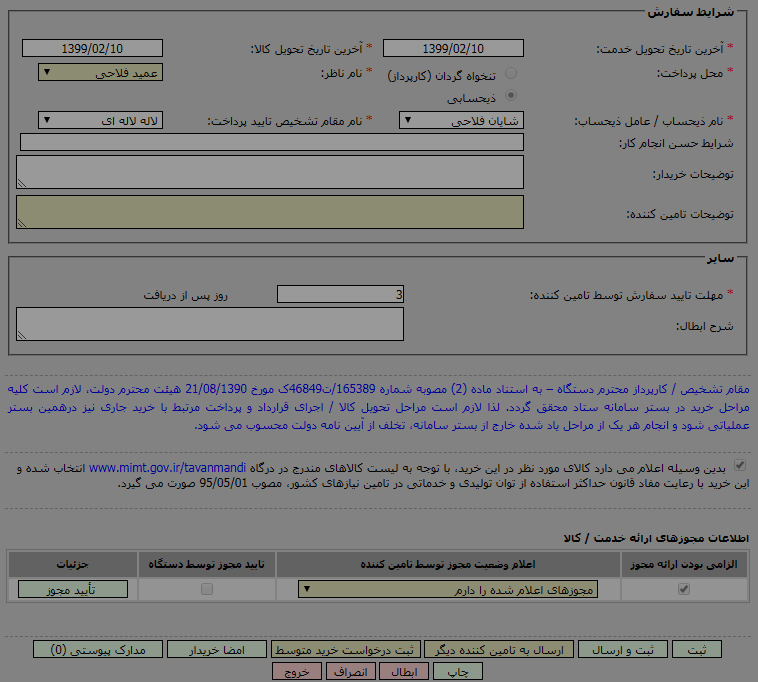 شرایط سفارش
* آخرین تاریخ تحویل خدمت: 1399/02/10 * آخرین تاریخ تحویل کالا: 1399/02/10
* محل پرداخت: تنخواه گردان (کارپرداز) * نام ناظر: عمید فلاحی
ذیحسابی
* نام ذیحساب / عامل ذیحساب: شایان فلاحی * نام مقام تشخیص تایید پرداخت: لاله لاله ای
شرایط حسن انجام کار:
توضیحات خریدار:
توضیحات تامین کننده:
سایر
* مهلت تایید سفارش توسط تامین کننده: 3 روز پس از دریافت
شرح ابطال:
مقام تشخیص / کارپرداز محترم دستگاه – به استناد ماده (2) مصوبه شماره 165389/ت46849ک مورخ 21/08/1390 هیئت محترم دولت، لازم است کلیه
مراحل خرید در بستر سامانه ستاد محقق گردد. لذا لازم است مراحل تحویل کالا / اجرای قرارداد و پرداخت مرتبط با خرید جاری نیز درهمین بستر
عملیاتی شود و انجام هر یک از مراحل یاد شده خارج از بستر سامانه، تخلف از آیین نامه دولت محسوب می شود.
بدین وسیله اعلام می دارد کالای مورد نظر در این خرید، با توجه به لیست کالاهای مندرج در درگاه www.mimt.gov.ir/tavanmandi انتخاب شده و
این خرید با رعایت مفاد قانون حداکثر استفاده از توان تولیدی و خدماتی در تامین نیازهای کشور، مصوب 95/05/01 صورت می گیرد.
اطلاعات مجوزهای ارائه خدمت / کالا
الزامی بودن ارائه مجوز اعلام وضعیت مجوز توسط تامین کننده تایید مجوز توسط دستگاه جزئیات
مجوزهای اعلام شده را دارم تأیید مجوز
ثبت ثبت و ارسال ارسال به تامین کننده دیگر ثبت درخواست خرید متوسط امضا خریدار مدارک پیوستی (0)
چاپ ابطال انصراف خروج